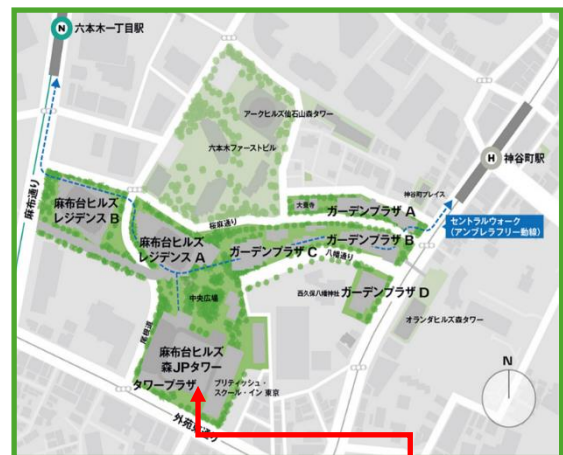 N 六本木一丁目駅
アークヒルズ仙石山森タワー
六本木ファーストビル
H 神谷町駅
麻布通り
麻布台ヒルズ
レジデンス B
大養寺
神谷町プレイス
ガーデンプラザ A
桜麻通り
セントラルウォーク
(アンブレラフリー動線)
麻布台ヒルズ
レジデンス A
ガーデンプラザ C
ガーデンプラザ B
八幡通り
中央広場
西久保八幡神社
ガーデンプラザ D
オランダヒルズ森タワー
尾根道
麻布台ヒルズ
森JPタワー
タワープラザ
ブリティッシュ・
スクール・イン 東京
N
外苑東通り